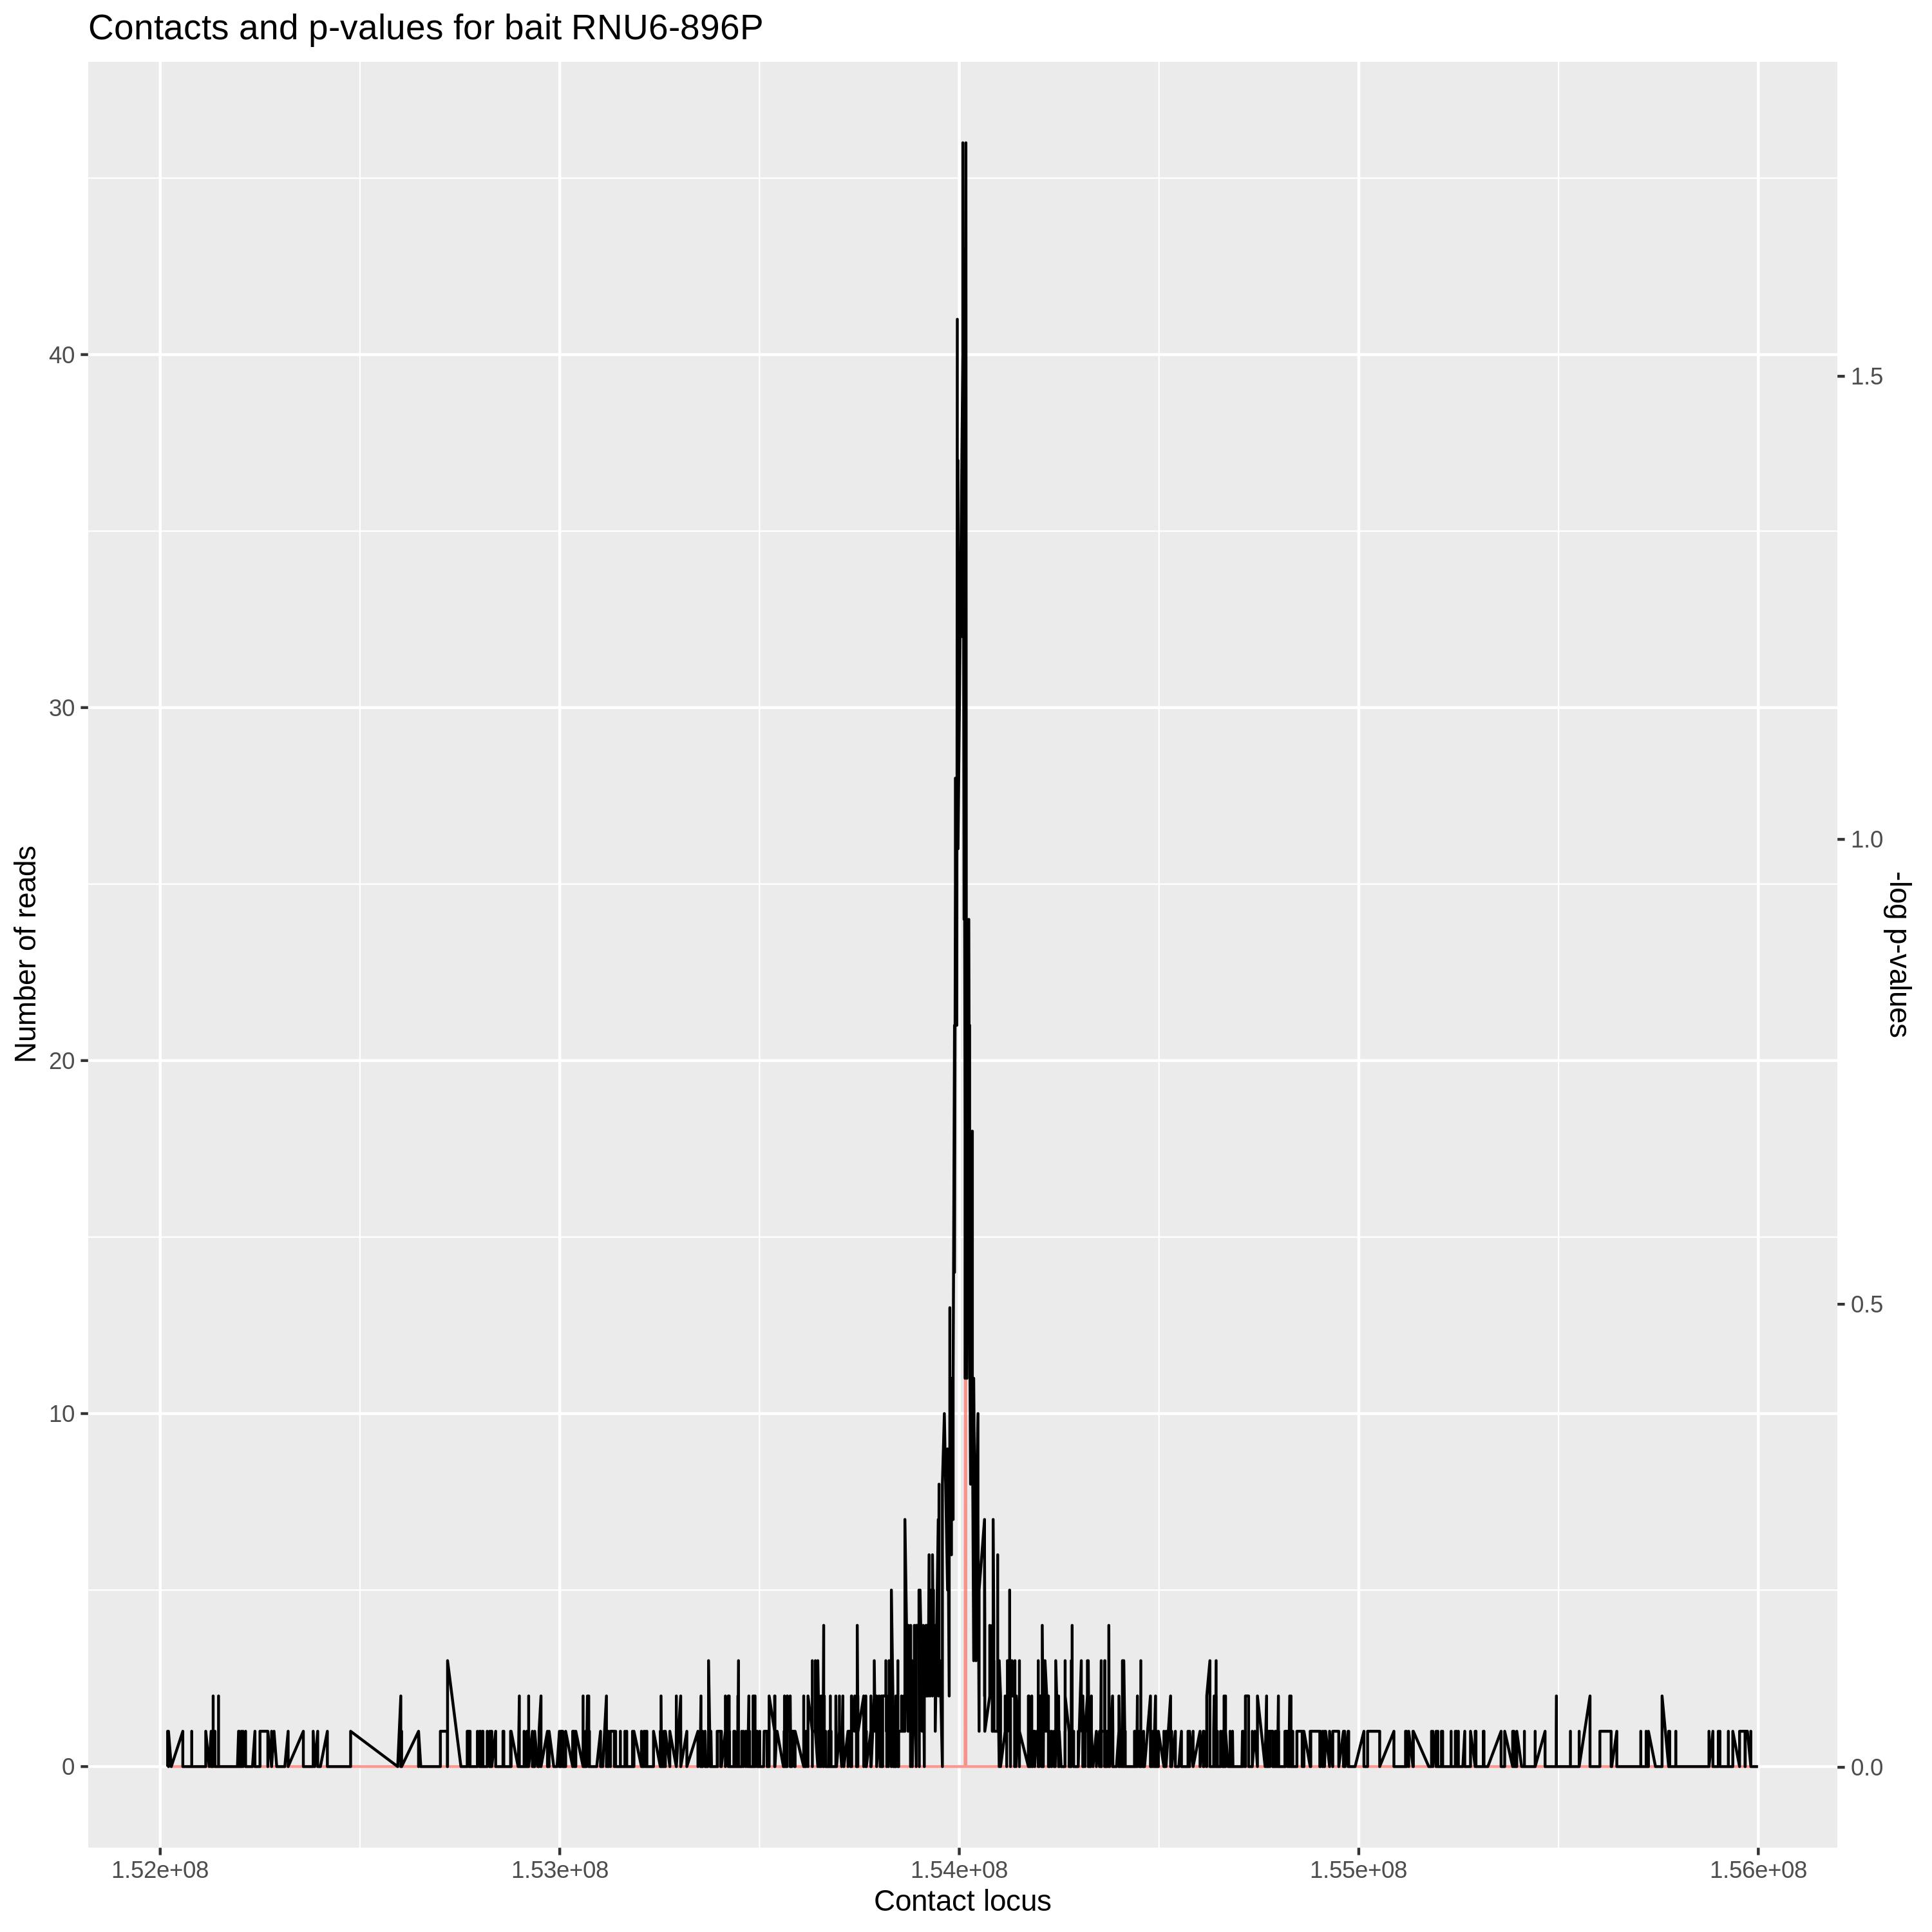 Contacts and p-values for bait RNU6-896P
Number of reads
40
30
20
10
0
1.5
1.0
0.5
0.0
-log p-values
1.52e+08
1.53e+08
1.54e+08
1.55e+08
1.56e+08
Contact locus